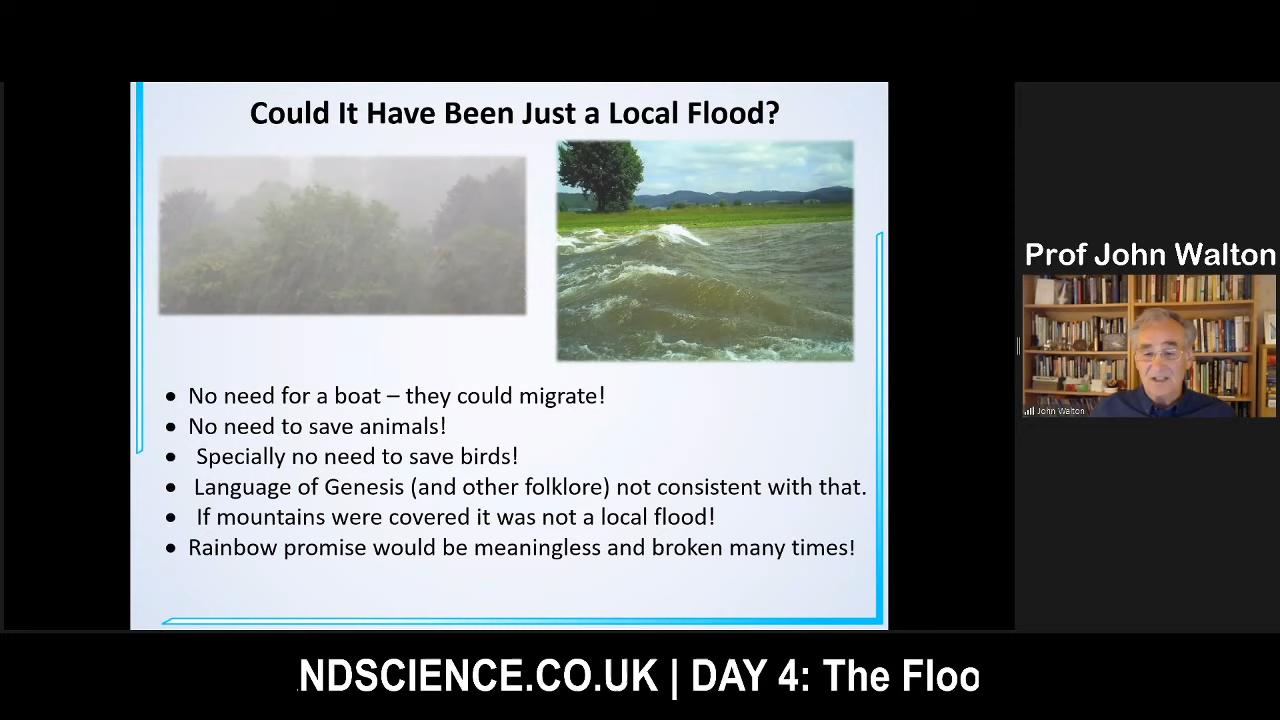 Could It Have Been Just a Local Flood?
• No need for a boat – they could migrate!
• No need to save animals!
• Specially no need to save birds!
• Language of Genesis (and other folklore) not consistent with that.
• If mountains were covered it was not a local flood!
• Rainbow promise would be meaningless and broken many times!
Prof John Walton
John Walton
NDSCIENCE.CO.UK | DAY 4: The Floo